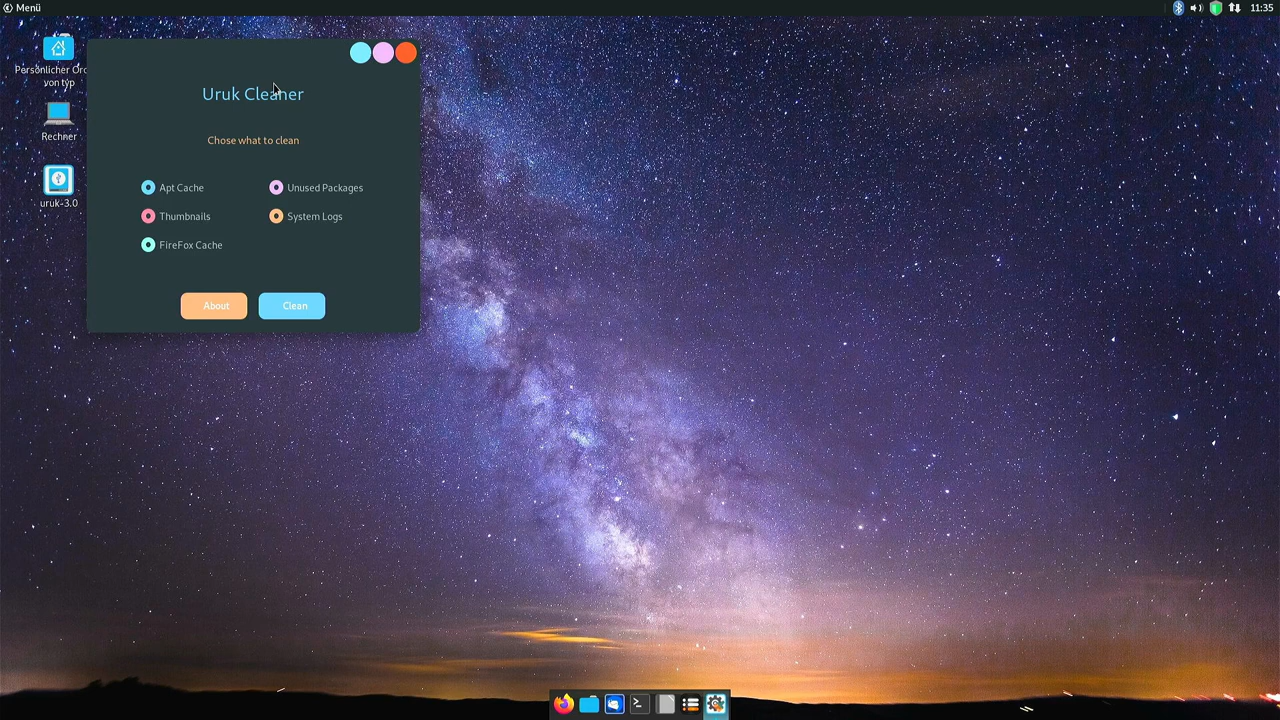 Menü
11:35
Persönlicher Ord
von typ
Rechner
uruk-3.0
Uruk Cleaner
Chose what to clean
Apt Cache
Unused Packages
Thumbnails
System Logs
FireFox Cache
About
Clean